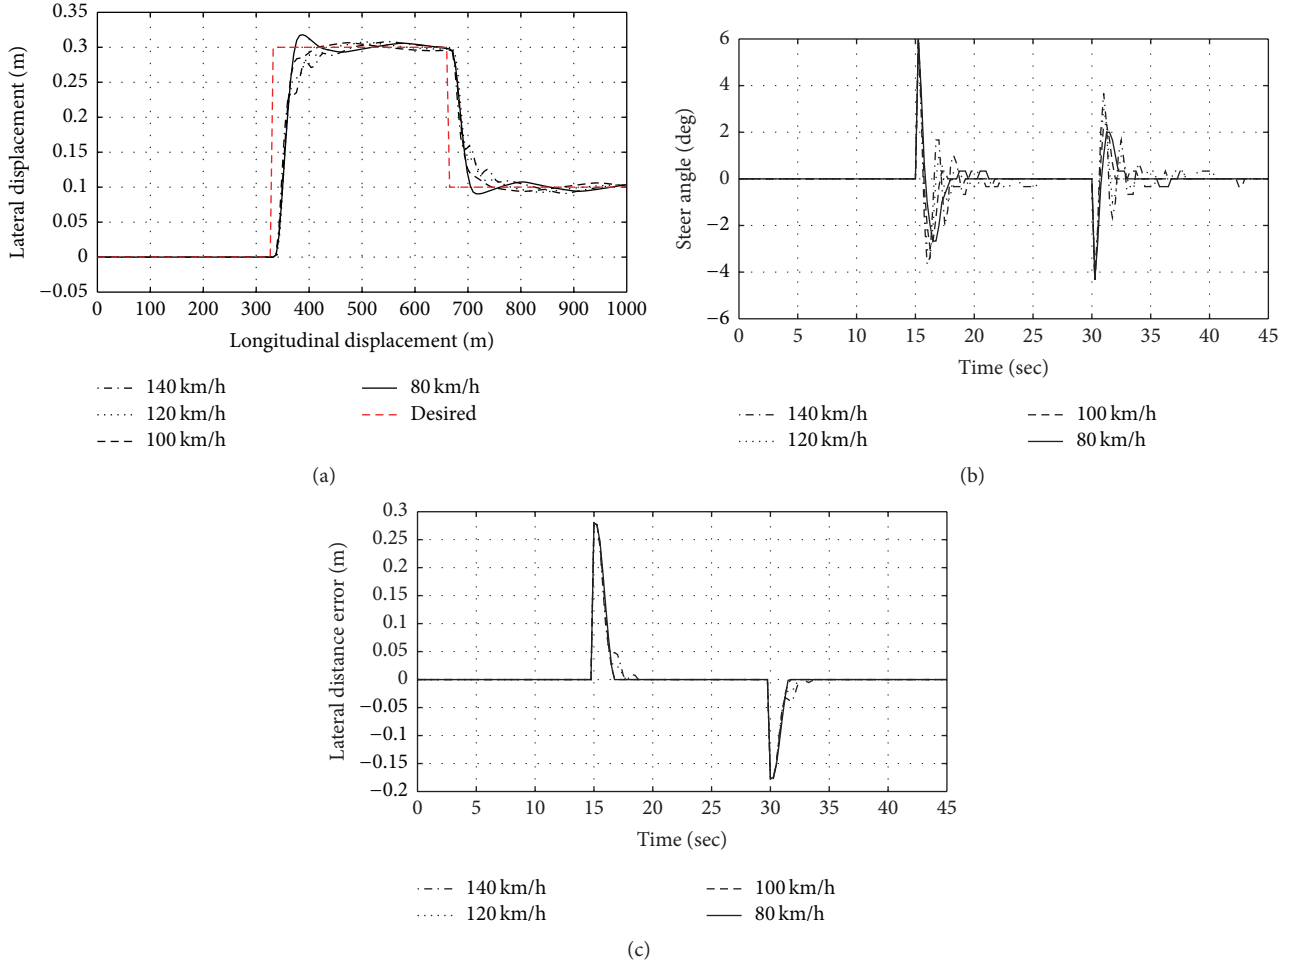 Lateral displacement (m)
0.35
0.3
0.25
0.2
0.15
0.1
0.05
0
−0.05
0 100 200 300 400 500 600 700 800 900 1000
Longitudinal displacement (m)
140 km/h
120 km/h
100 km/h
80 km/h
Desired
(a)
Steer angle (deg)
6
4
2
0
−2
−4
−6
0 5 10 15 20 25 30 35 40 45
Time (sec)
140 km/h
120 km/h
100 km/h
80 km/h
(b)
Lateral distance error (m)
0.3
0.25
0.2
0.15
0.1
0.05
0
−0.05
−0.1
−0.15
−0.2
0 5 10 15 20 25 30 35 40 45
Time (sec)
140 km/h
120 km/h
100 km/h
80 km/h
(c)